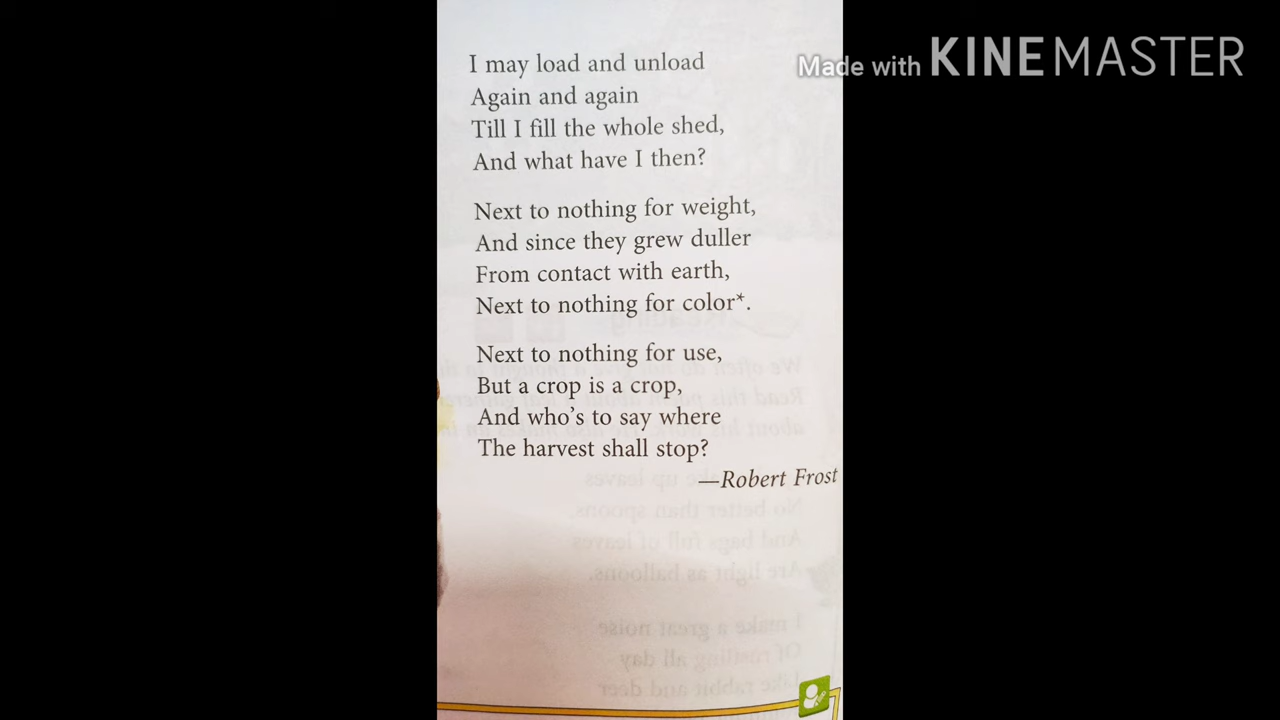 Made with KINEMASTER
I may load and unload
Again and again
Till I fill the whole shed,
And what have I then?
Next to nothing for weight,
And since they grew duller
From contact with earth,
Next to nothing for color*.
Next to nothing for use,
But a crop is a crop,
And who's to say where
The harvest shall stop?
—Robert Frost